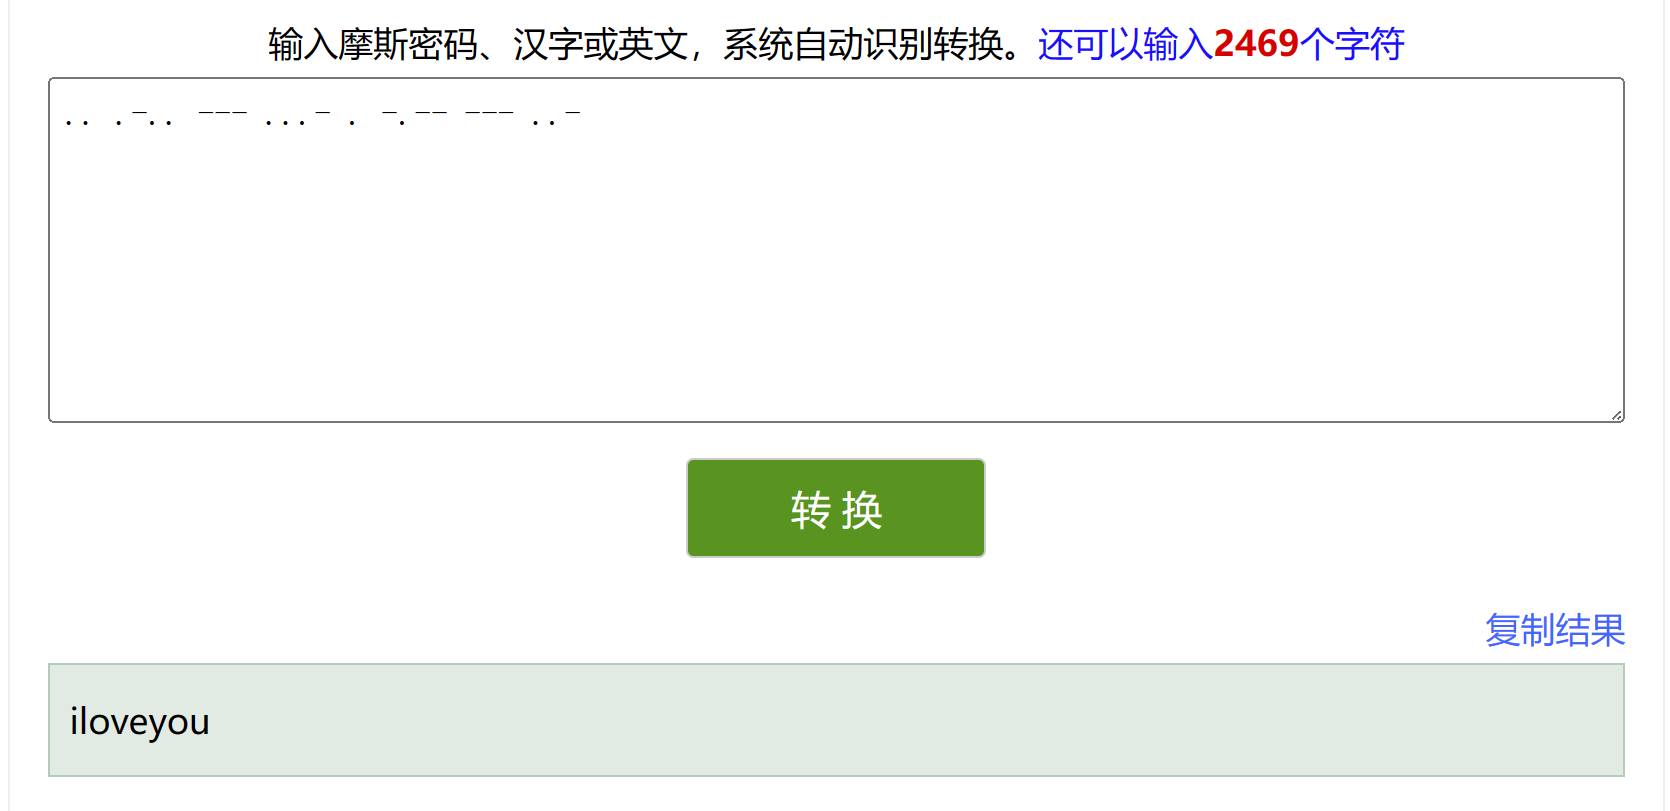 输入摩斯密码、汉字或英文，系统自动识别转换。还可以输入2469个字符
.. .-.. --- ...- . -.-- --- ..-
转 换
复制结果
iloveyou